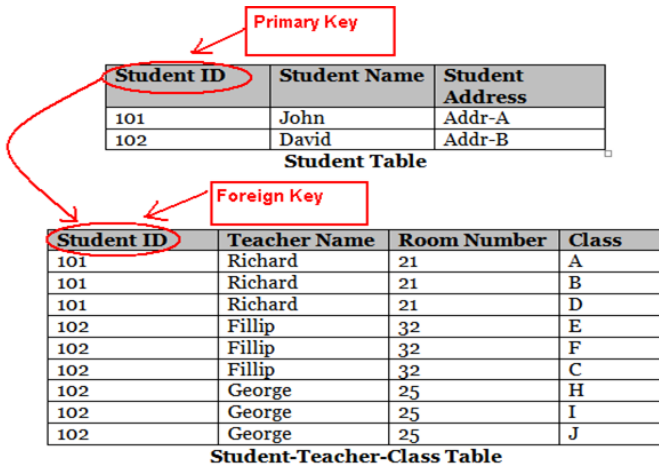 Primary Key
Student ID Student Name Student
Address
101 John Addr-A
102 David Addr-B
Student Table
Foreign Key
Student ID Teacher Name Room Number Class
101 Richard 21 A
101 Richard 21 B
101 Richard 21 D
102 Fillip 32 E
102 Fillip 32 F
102 Fillip 32 C
102 George 25 H
102 George 25 I
102 George 25 J
Student-Teacher-Class Table